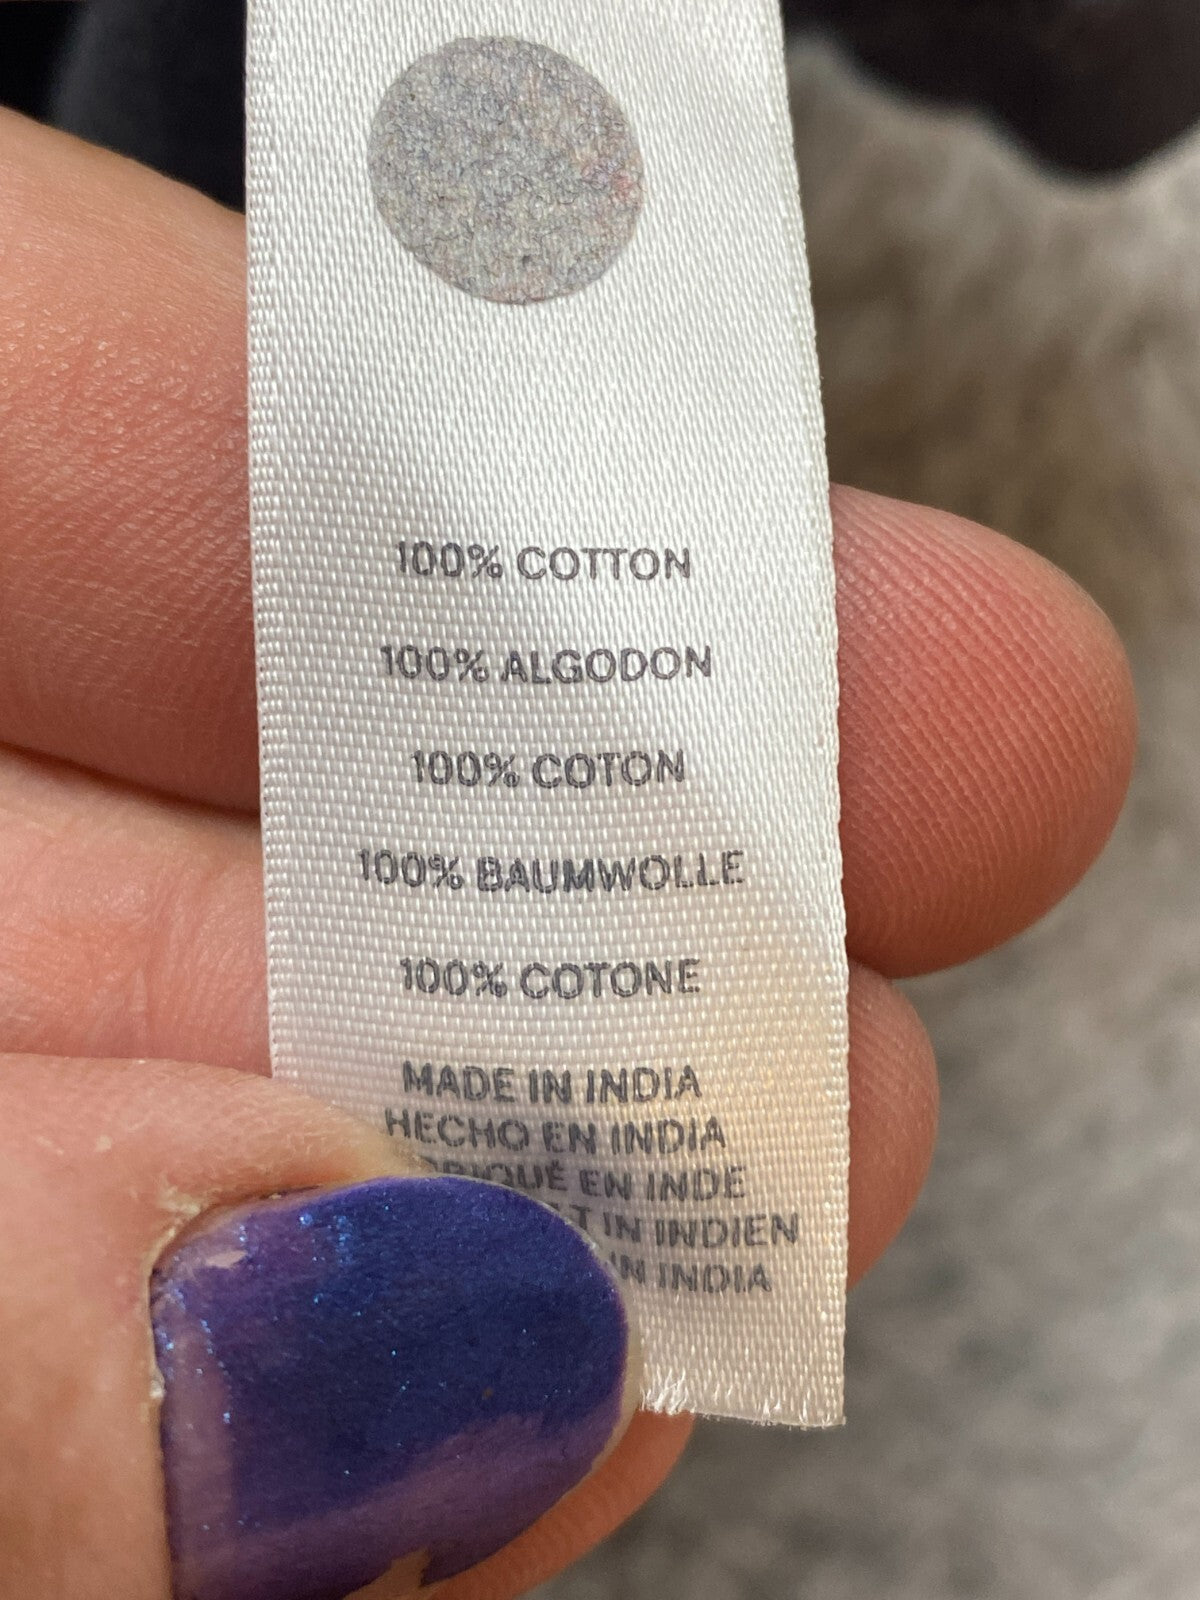 100% COTTON
100% ALGODON
100% COTON
100% BAUMWOLLE
100% COTONE
MADE IN INDIA
HECHO EN INDIA
EN INDE
IN INDIEN
IN INDIA